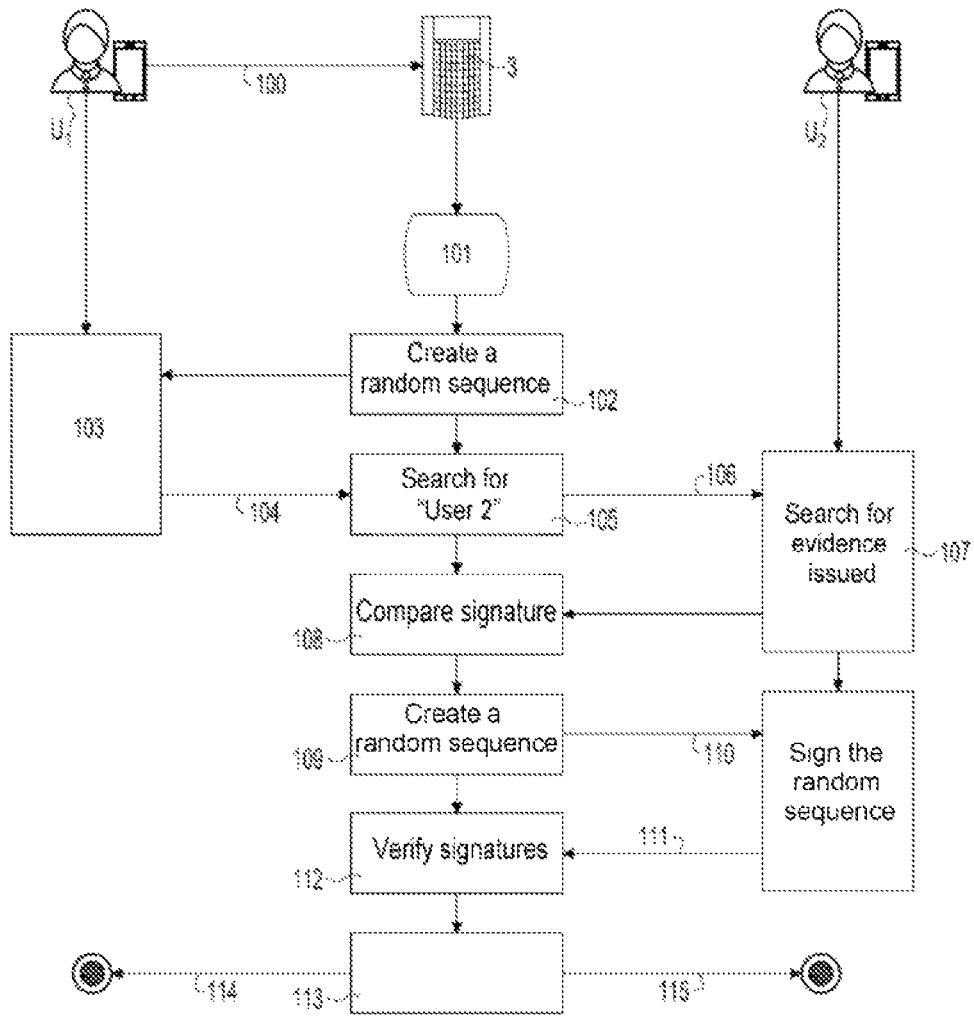 100
3
U1
U2
101
Create a
random sequence
102
103
Search for
"User 2"
104
105
106
Search for
evidence
issued
107
Compare signature
108
Create a
random sequence
109
110
Sign the
random
sequence
Verify signatures
111
112
113
114
115